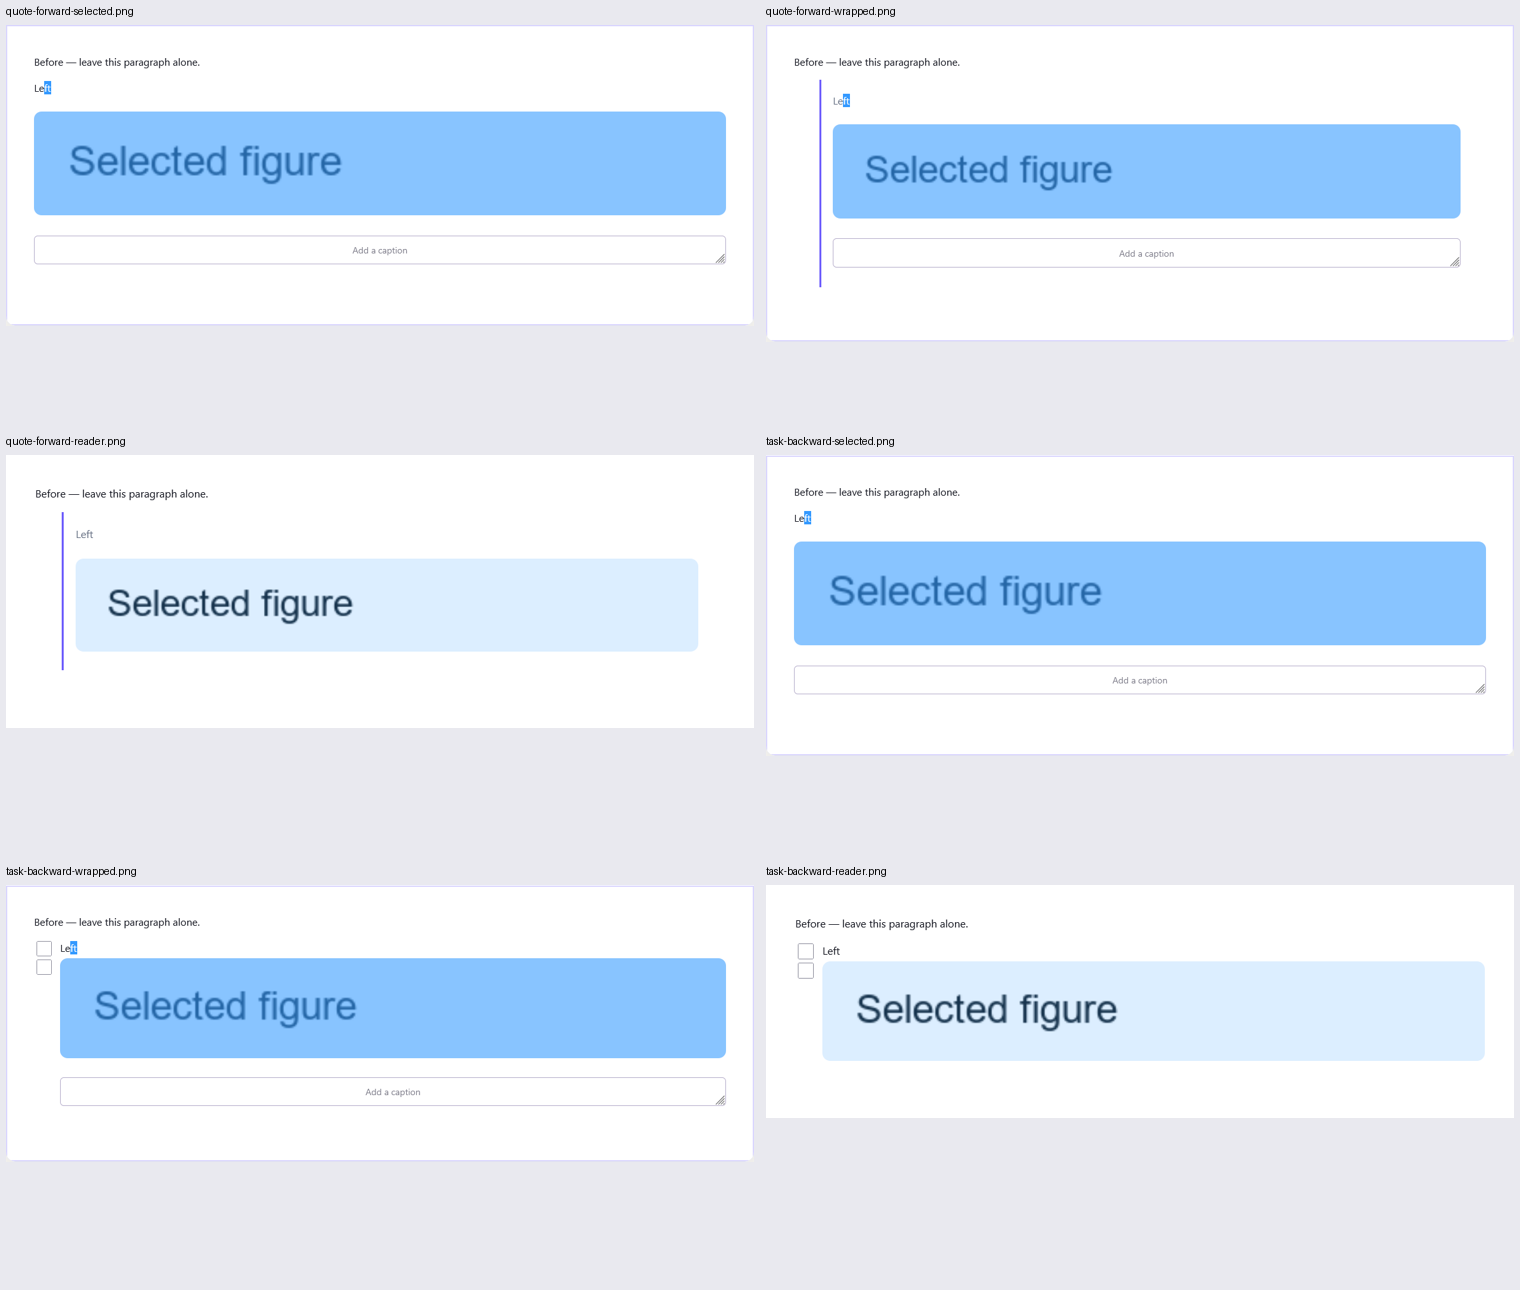 quote-forward-selected.png
Before — leave this paragraph alone.
Left
Selected figure
Add a caption
quote-forward-wrapped.png
Before — leave this paragraph alone.
Left
Selected figure
Add a caption
quote-forward-reader.png
Before — leave this paragraph alone.
Left
Selected figure
task-backward-selected.png
Before — leave this paragraph alone.
Left
Selected figure
Add a caption
task-backward-wrapped.png
Before — leave this paragraph alone.
Left
Selected figure
Add a caption
task-backward-reader.png
Before — leave this paragraph alone.
Left
Selected figure